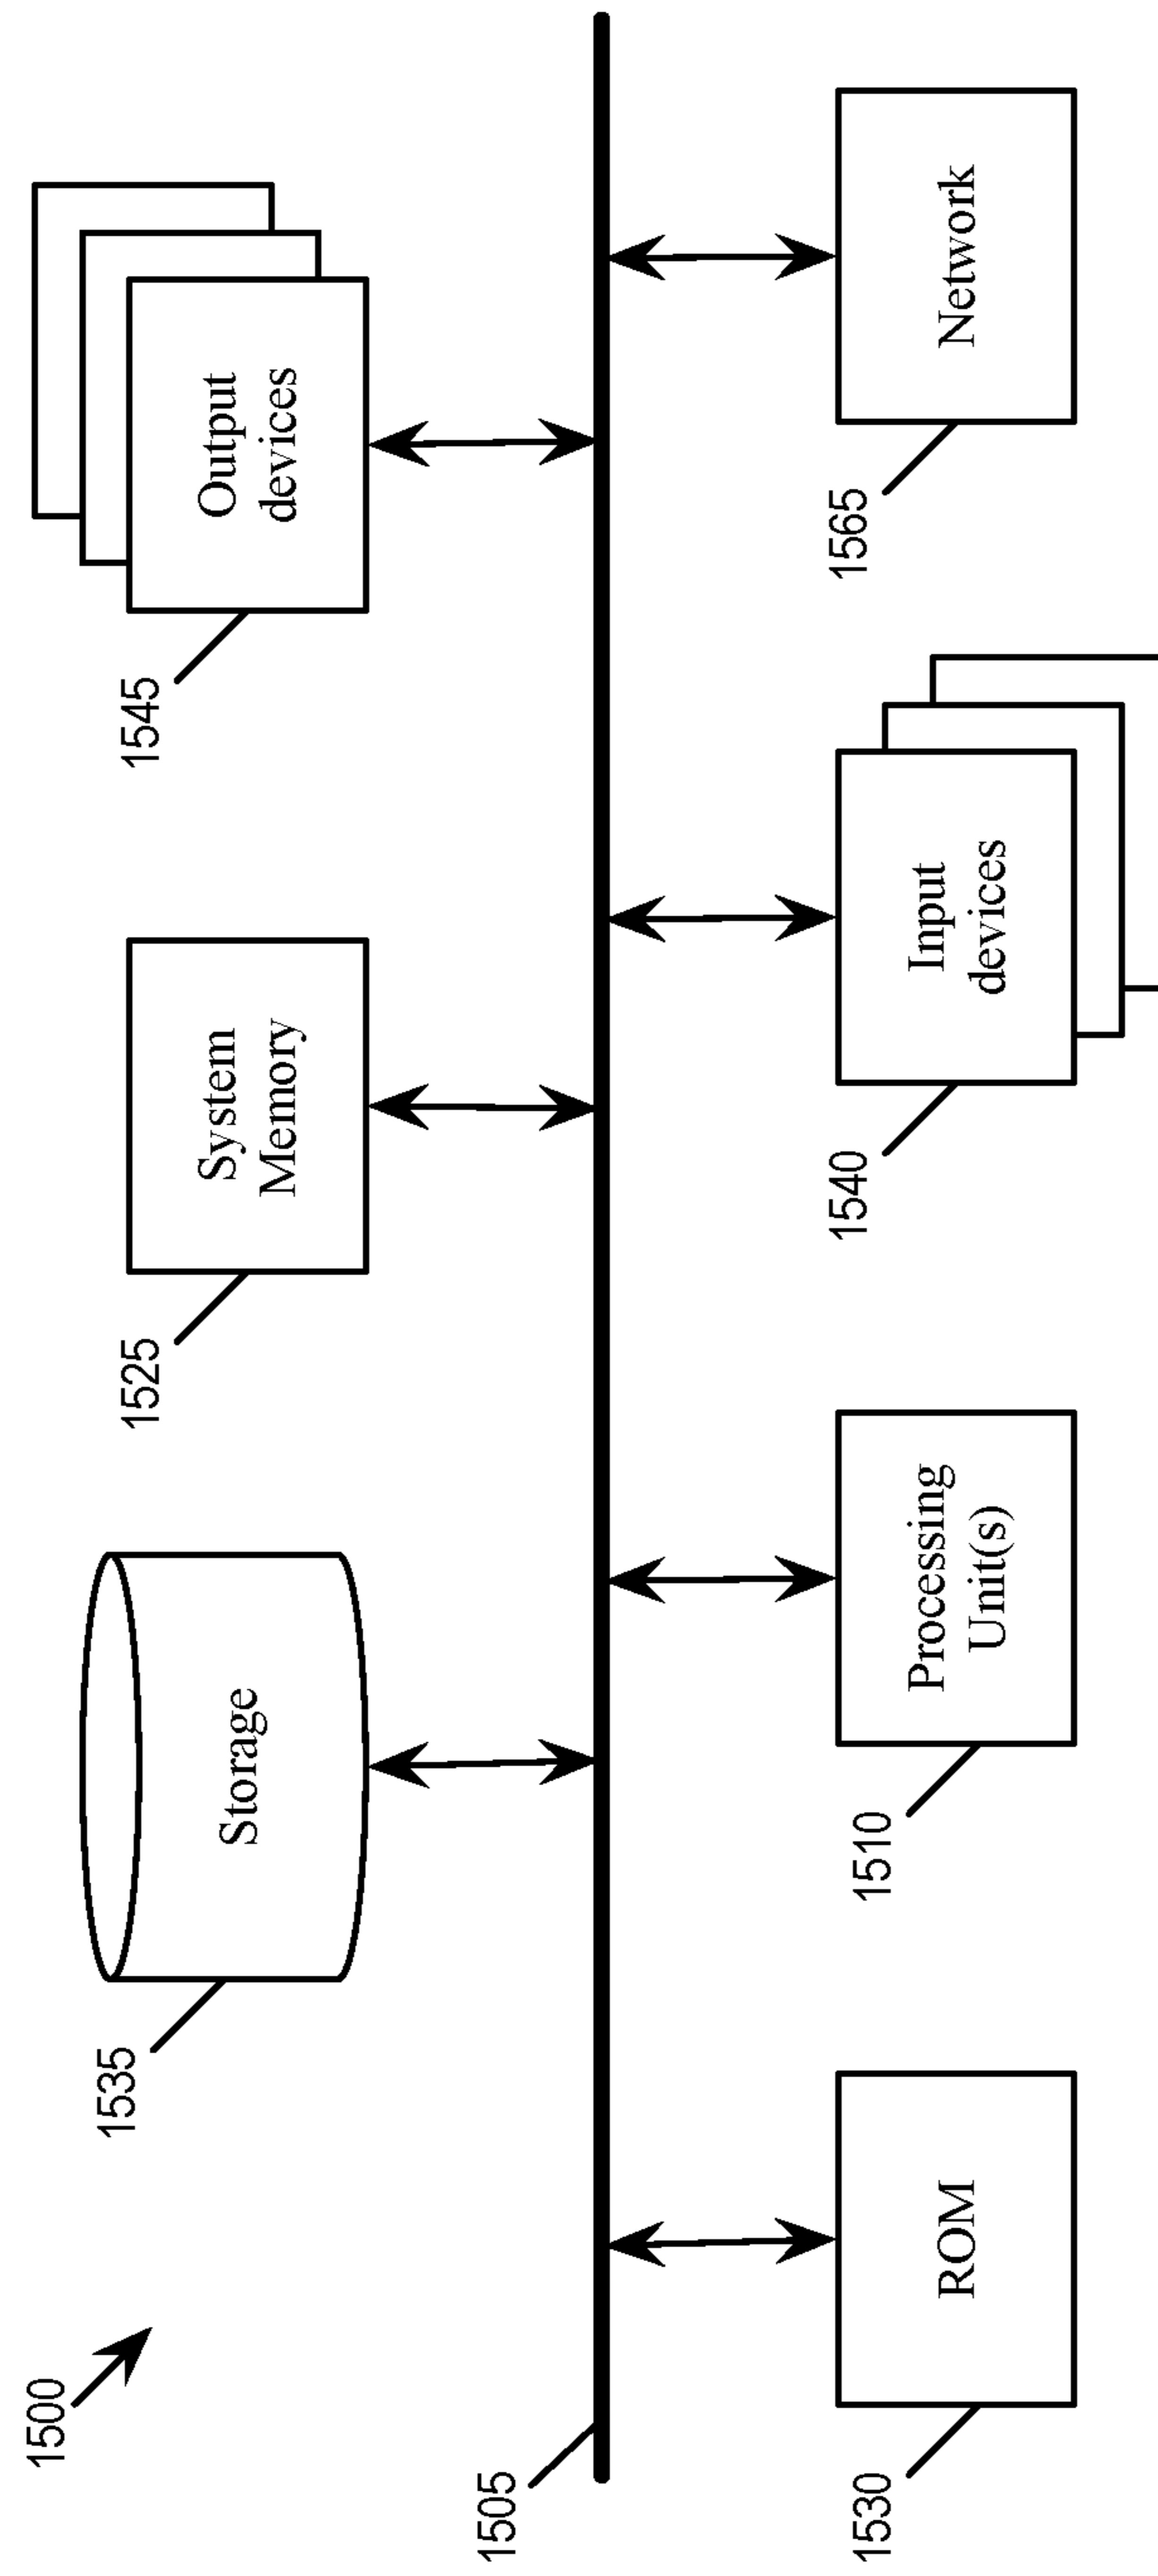 1500
1535
Storage
1525
System
Memory
1545
Output
devices
1505
1530
ROM
1510
Processing
Unit(s)
1540
Input
devices
1565
Network